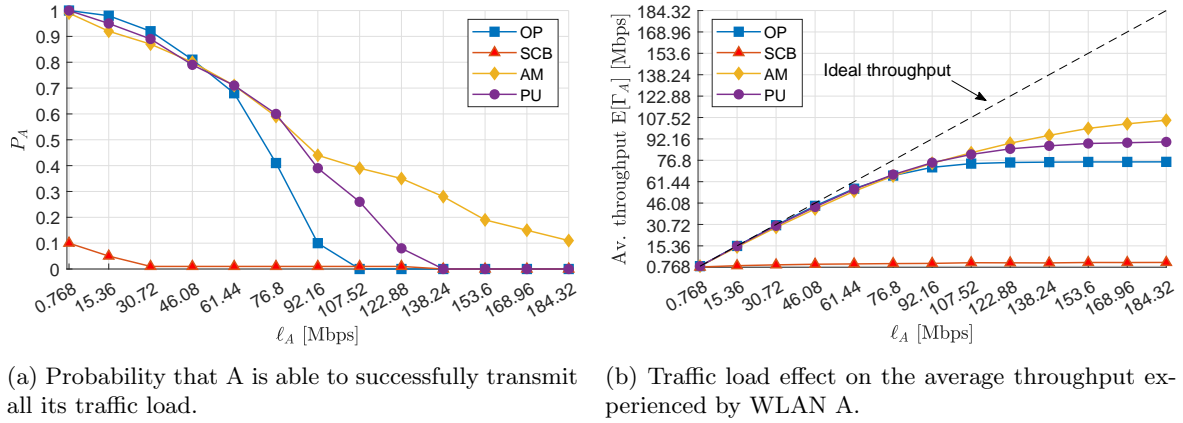 1
0.9
0.8
0.7
0.6
0.5
0.4
0.3
0.2
0.1
0
P_A
OP
SCB
AM
PU
0.768 15.36 30.72 46.08 61.44 76.8 92.16 107.52 122.88 138.24 153.6 168.96 184.32
ℓ_A [Mbps]
(a) Probability that A is able to successfully transmit
all its traffic load.
184.32
168.96
153.6
138.24
122.88
107.52
92.16
76.8
61.44
46.08
30.72
15.36
0.768
Av. throughput E[Γ_A] [Mbps]
OP
SCB
AM
PU
Ideal throughput
0.768 15.36 30.72 46.08 61.44 76.8 92.16 107.52 122.88 138.24 153.6 168.96 184.32
ℓ_A [Mbps]
(b) Traffic load effect on the average throughput ex-
perienced by WLAN A.